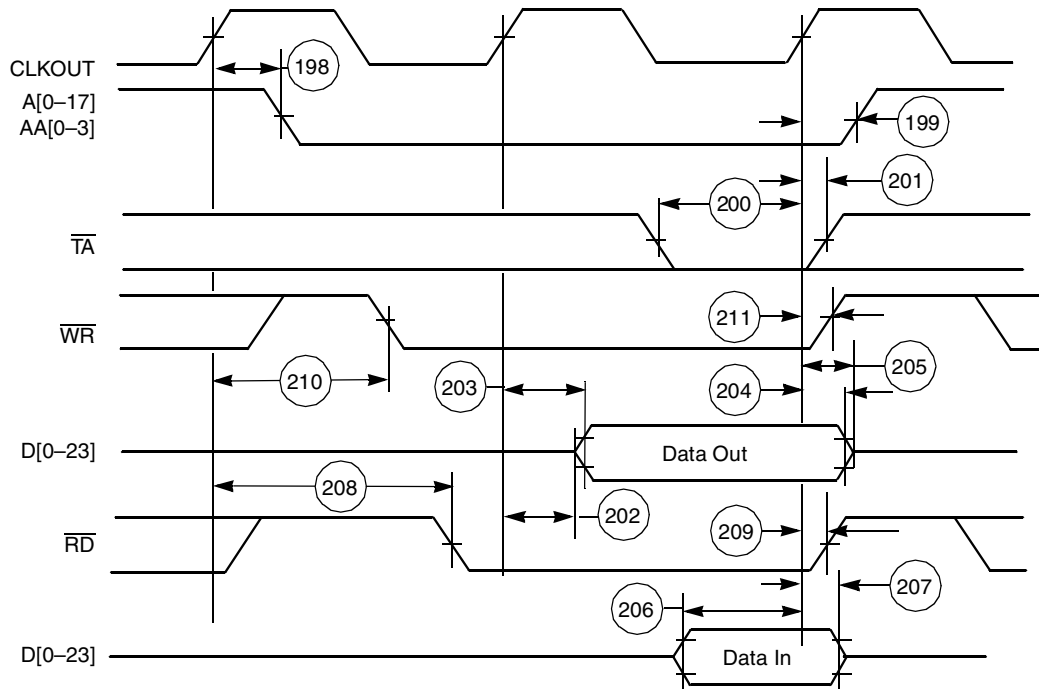 CLKOUT
198
A[0–17]
AA[0–3]
199
201
200
TA
WR
211
210
203
204
205
D[0–23]
Data Out
208
202
209
RD
206
207
D[0–23]
Data In